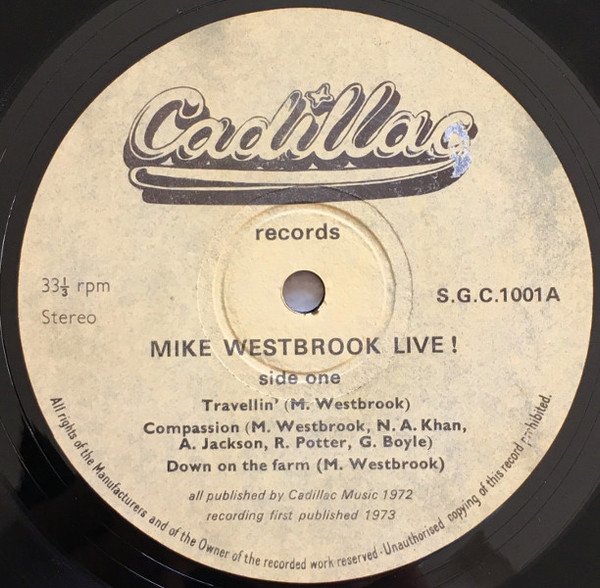 Cadillac
records
33⅓ rpm
Stereo
S.G.C.1001A
MIKE WESTBROOK LIVE!
side one
Travellin' (M. Westbrook)
Compassion (M. Westbrook, N. A. Khan,
A. Jackson, R. Potter, G. Boyle)
Down on the farm (M. Westbrook)
all published by Cadillac Music 1972
recording first published 1973
All rights of the Manufacturers and of the Owner of the recorded work reserved · Unauthorised copying of this record prohibited.